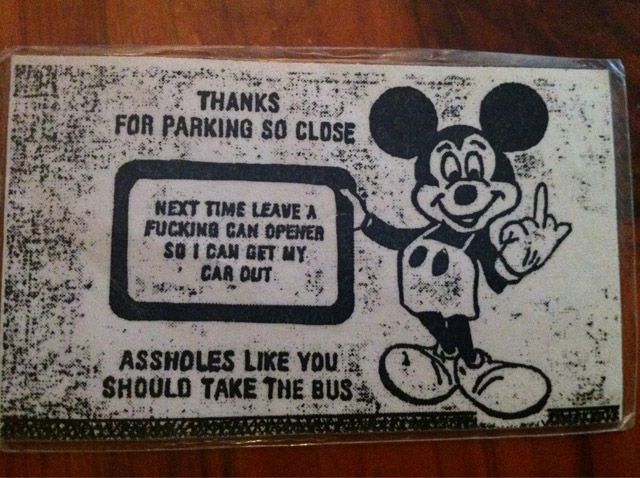 THANKS
FOR PARKING SO CLOSE
NEXT TIME LEAVE A
FUCKING CAN OPENER
SO I CAN GET MY
CAR OUT
ASSHOLES LIKE YOU
SHOULD TAKE THE BUS